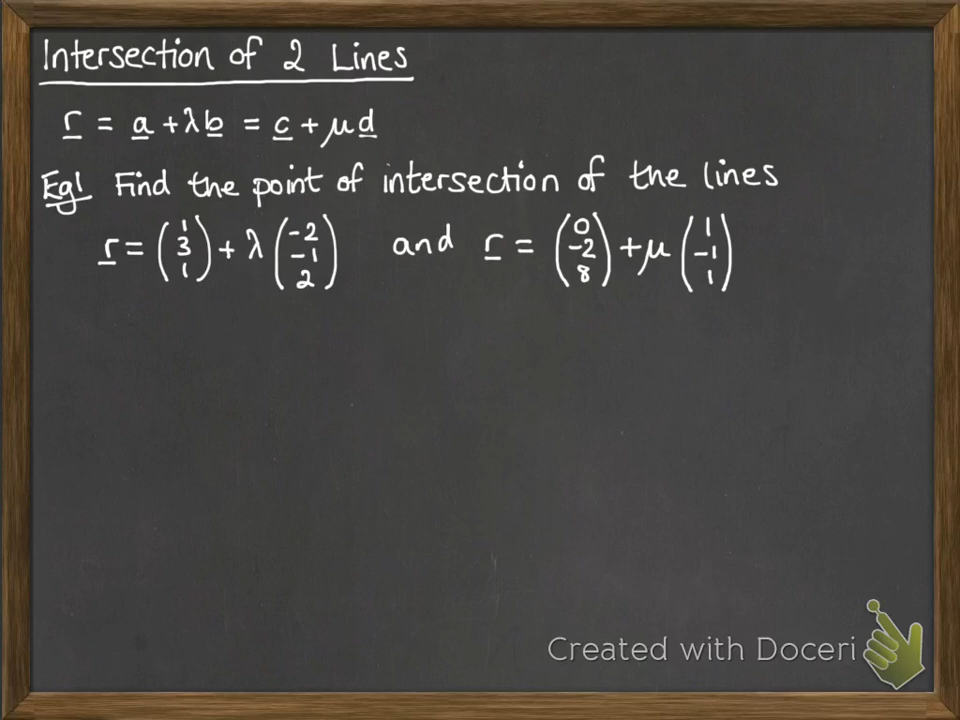 Intersection of 2 Lines
r = a + λb = c + μd
Eg1 Find the point of intersection of the lines
r = (1 3 1) + λ (-2 -1 2) and r = (0 -2 8) + μ (1 -1 1)
Created with Doceri